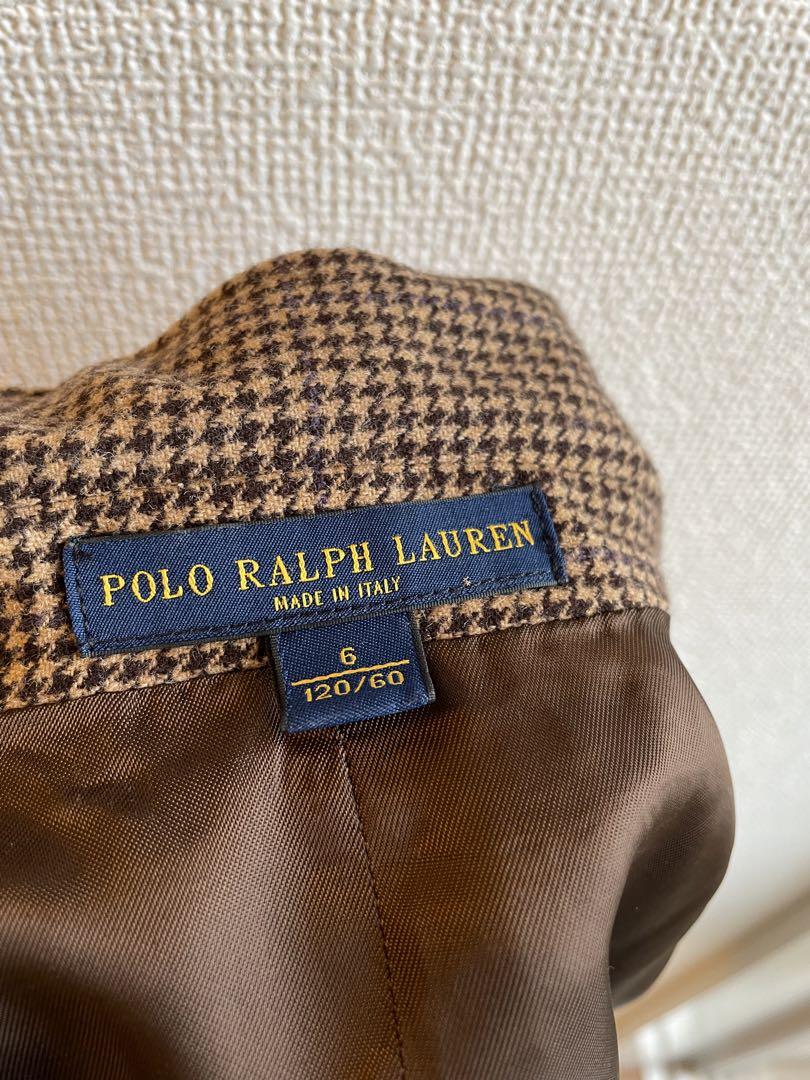 POLO RALPH LAUREN
MADE IN ITALY
6
120/60